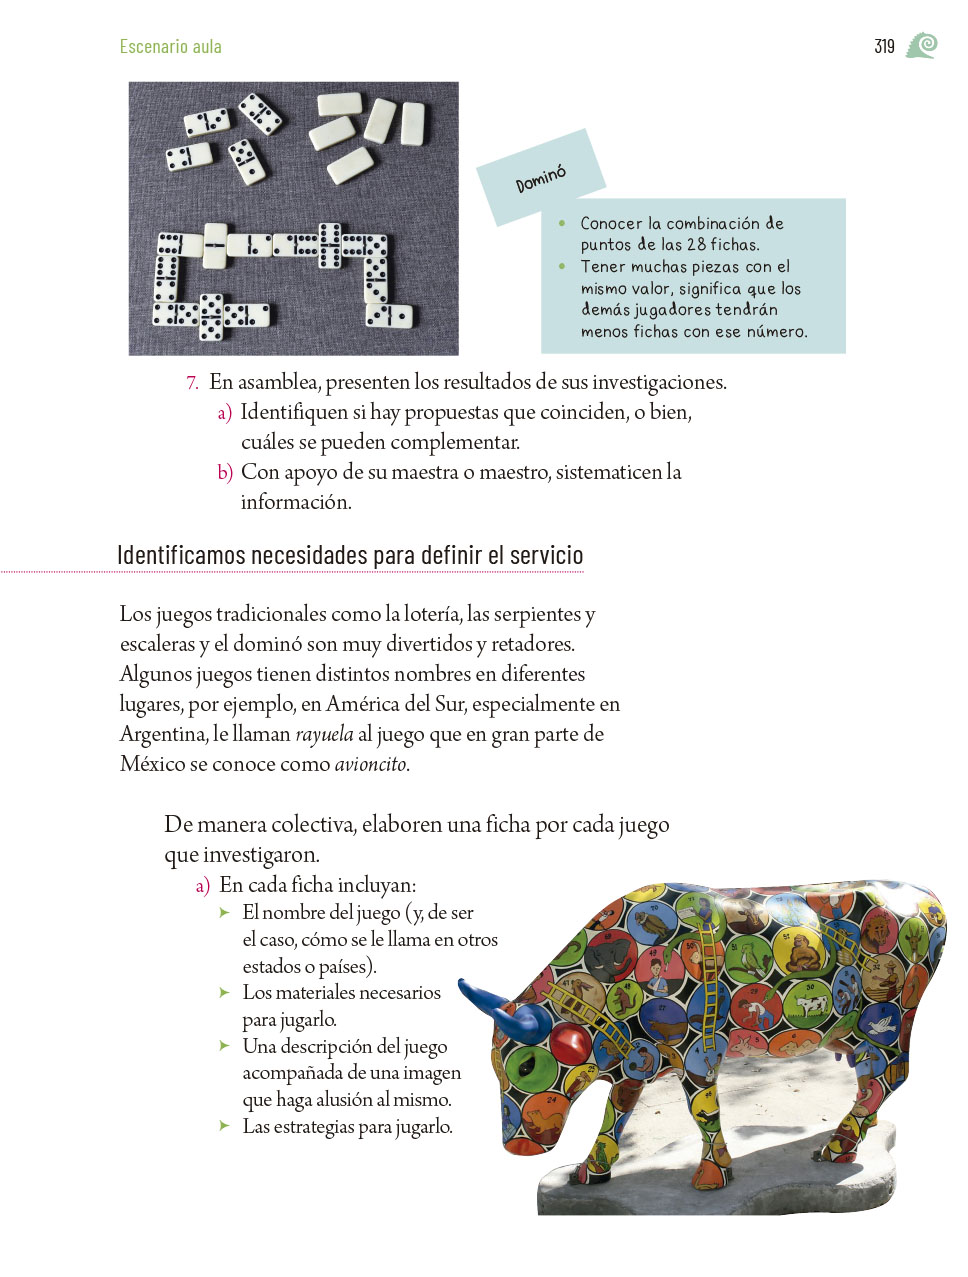 Escenario aula
319
Dominó
• Conocer la combinación de
puntos de las 28 fichas.
• Tener muchas piezas con el
mismo valor, significa que los
demás jugadores tendrán
menos fichas con ese número.
7. En asamblea, presenten los resultados de sus investigaciones.
a) Identifiquen si hay propuestas que coinciden, o bien,
cuáles se pueden complementar.
b) Con apoyo de su maestra o maestro, sistematicen la
información.
Identificamos necesidades para definir el servicio
Los juegos tradicionales como la lotería, las serpientes y
escaleras y el dominó son muy divertidos y retadores.
Algunos juegos tienen distintos nombres en diferentes
lugares, por ejemplo, en América del Sur, especialmente en
Argentina, le llaman rayuela al juego que en gran parte de
México se conoce como avioncito.
De manera colectiva, elaboren una ficha por cada juego
que investigaron.
a) En cada ficha incluyan:
➤ El nombre del juego (y, de ser
el caso, cómo se le llama en otros
estados o países).
➤ Los materiales necesarios
para jugarlo.
➤ Una descripción del juego
acompañada de una imagen
que haga alusión al mismo.
➤ Las estrategias para jugarlo.